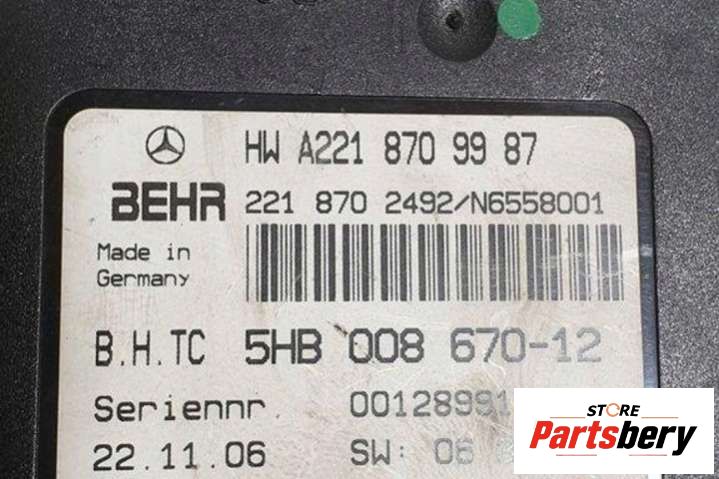 HW A221 870 99 87
BEHR 221 870 2492/N6558001
Made in
Germany
B.H.TC 5HB 008 670-12
Seriennr.
22.11.06 SW: 06
STORE
Partsbery